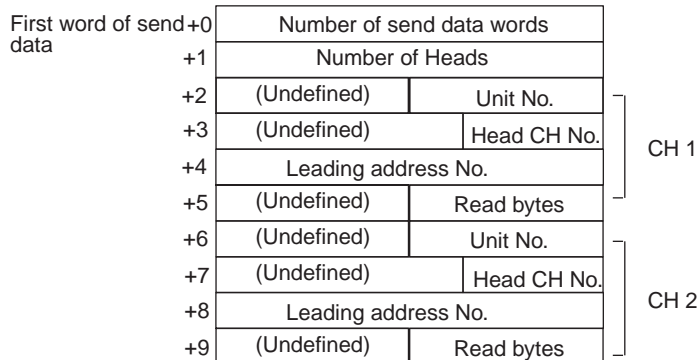 First word of send +0 Number of send data words
data
+1 Number of Heads
+2 (Undefined) Unit No.
+3 (Undefined) Head CH No.
CH 1
+4 Leading address No.
+5 (Undefined) Read bytes
+6 (Undefined) Unit No.
+7 (Undefined) Head CH No.
CH 2
+8 Leading address No.
+9 (Undefined) Read bytes